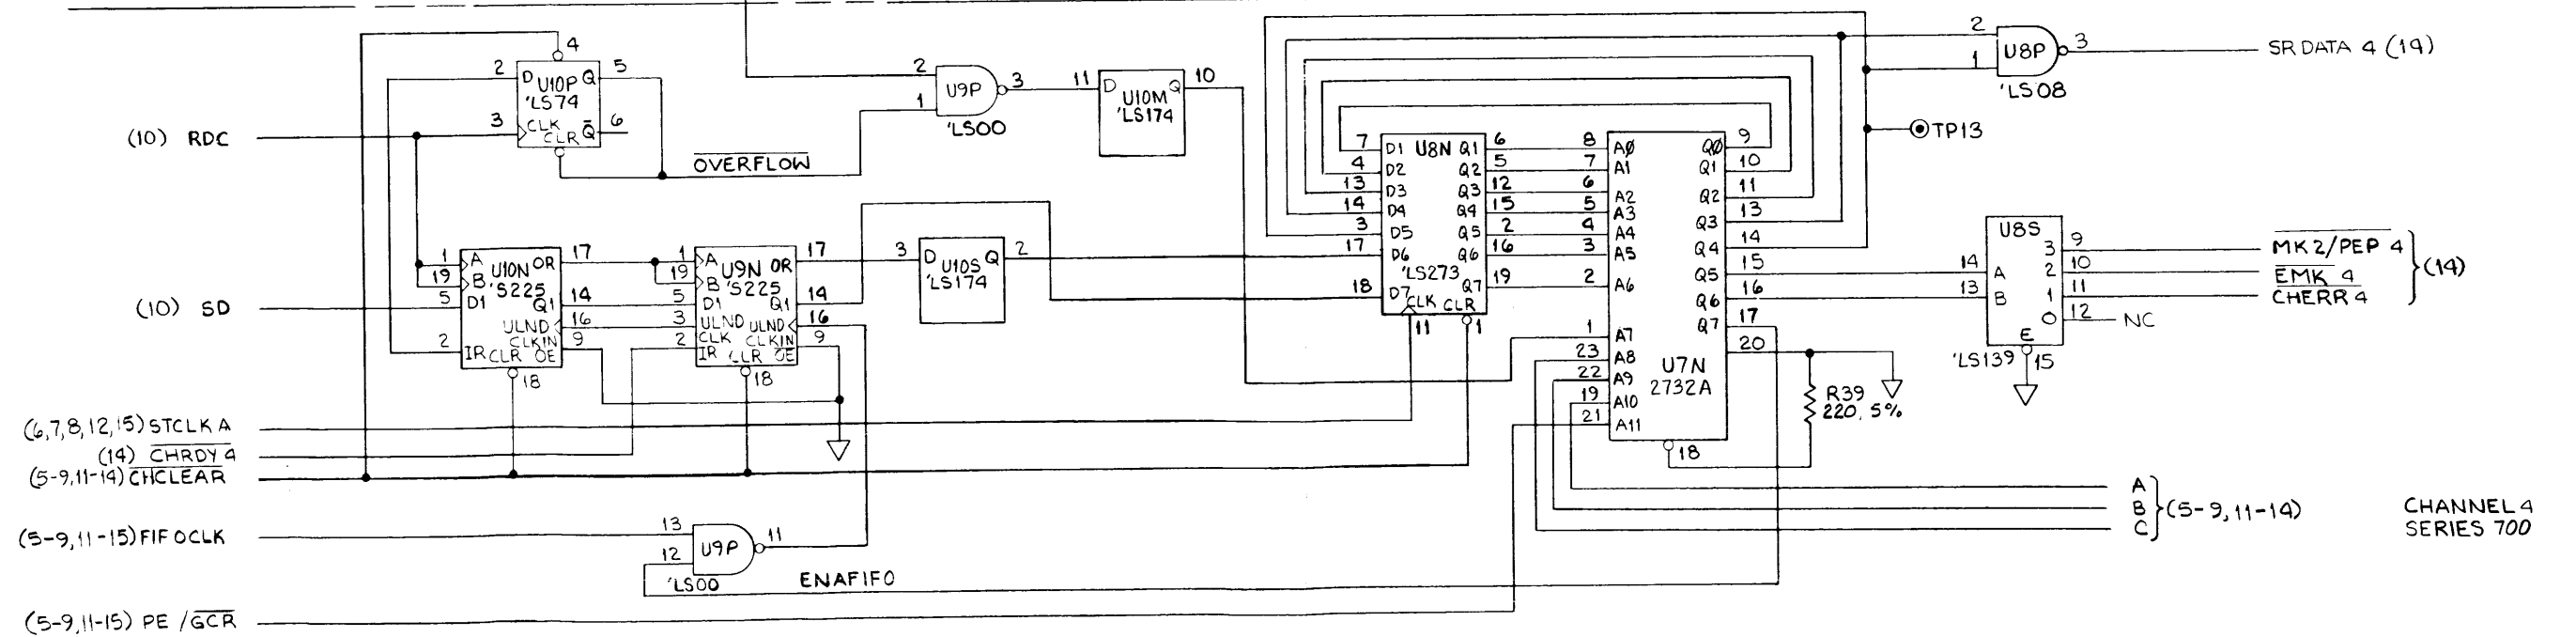 4
2 D U10P Q 5
'LS74
3 CLK
CLR Q̅ 6
(10) RDC
2
1
U9P
3
'LS00
11 D Q 10
U10M
'LS174
OVERFLOW
1 A U10N OR 17
19 B 'S225
5 D1 Q1 14
ULND 16
CLKIN 9
2 IR CLR OE
18
(10) SD
1 A U9N OR 17
19 B 'S225
5 D1 Q1 14
3 ULND ULND 16
CLK CLKIN 9
2 IR CLR OE
18
3 D Q 2
U10S
'LS174
7 D1 U8N Q1 6
4 D2 Q2 5
13 D3 Q3 12
14 D4 Q4 15
3 D5 Q5 2
17 D6 Q6 16
'LS273
18 D7 Q7 19
CLK CLR
11 1
8 AØ QØ 9
7 A1 Q1 10
6 A2 Q2 11
5 A3 Q3 13
4 A4 Q4 14
3 A5 Q5 15
2 A6 Q6 16
Q7 17
1 A7 20
23 A8
22 A9
19 A10
21 A11
U7N
2732A
18
R39
220, 5%
2
1
U8P
3
'LS08
SR DATA 4 (14)
TP13
U8S
14 A 3 9
13 B 2 10
1 11
0 12 NC
E
'LS139 15
MK2/PEP 4
EMK 4
CHERR 4
(14)
(6,7,8,12,15) STCLK A
(14) CHRDY 4
(5-9,11-14) CHCLEAR
(5-9,11-15) FIFOCLK
13
12
U9P
11
'LS00
ENAFIFO
(5-9,11-15) PE / GCR
A
B
C
(5-9,11-14)
CHANNEL 4
SERIES 700